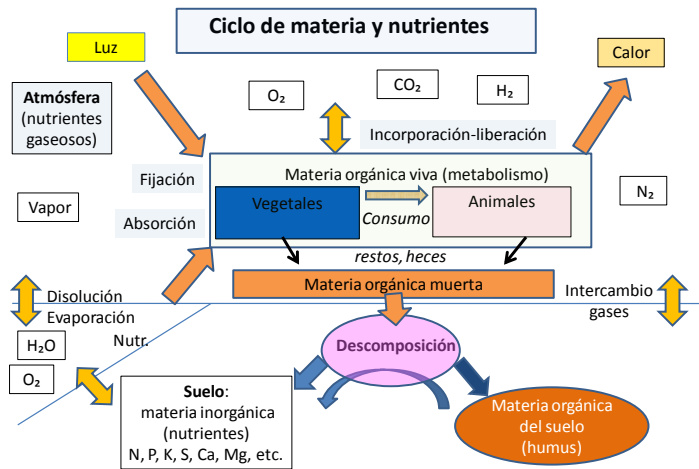 Ciclo de materia y nutrientes
Luz
Calor
Atmósfera
(nutrientes
gaseosos)
O₂
CO₂
H₂
Incorporación-liberación
Fijación
Materia orgánica viva (metabolismo)
Vegetales
Consumo
Animales
N₂
Vapor
Absorción
restos, heces
Materia orgánica muerta
Disolución
Evaporación
Intercambio
gases
Nutr.
H₂O
O₂
Descomposición
Suelo:
materia inorgánica
(nutrientes)
N, P, K, S, Ca, Mg, etc.
Materia orgánica
del suelo
(humus)